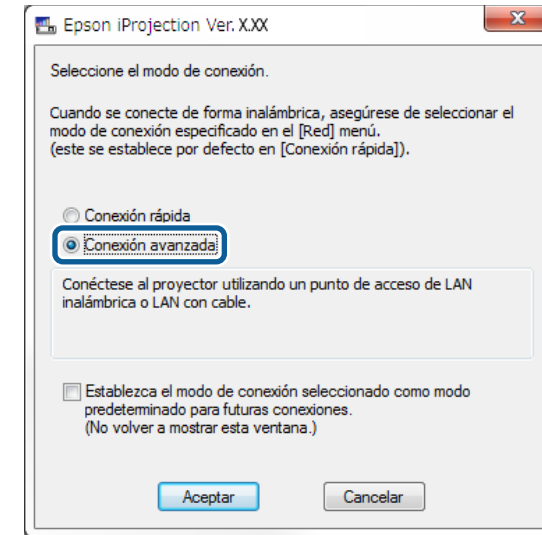 Epson iProjection Ver. X.XX
Seleccione el modo de conexión.
Cuando se conecte de forma inalámbrica, asegúrese de seleccionar el
modo de conexión especificado en el [Red] menú.
(este se establece por defecto en [Conexión rápida]).
Conexión rápida
Conexión avanzada
Conéctese al proyector utilizando un punto de acceso de LAN
inalámbrica o LAN con cable.
Establezca el modo de conexión seleccionado como modo
predeterminado para futuras conexiones.
(No volver a mostrar esta ventana.)
Aceptar
Cancelar